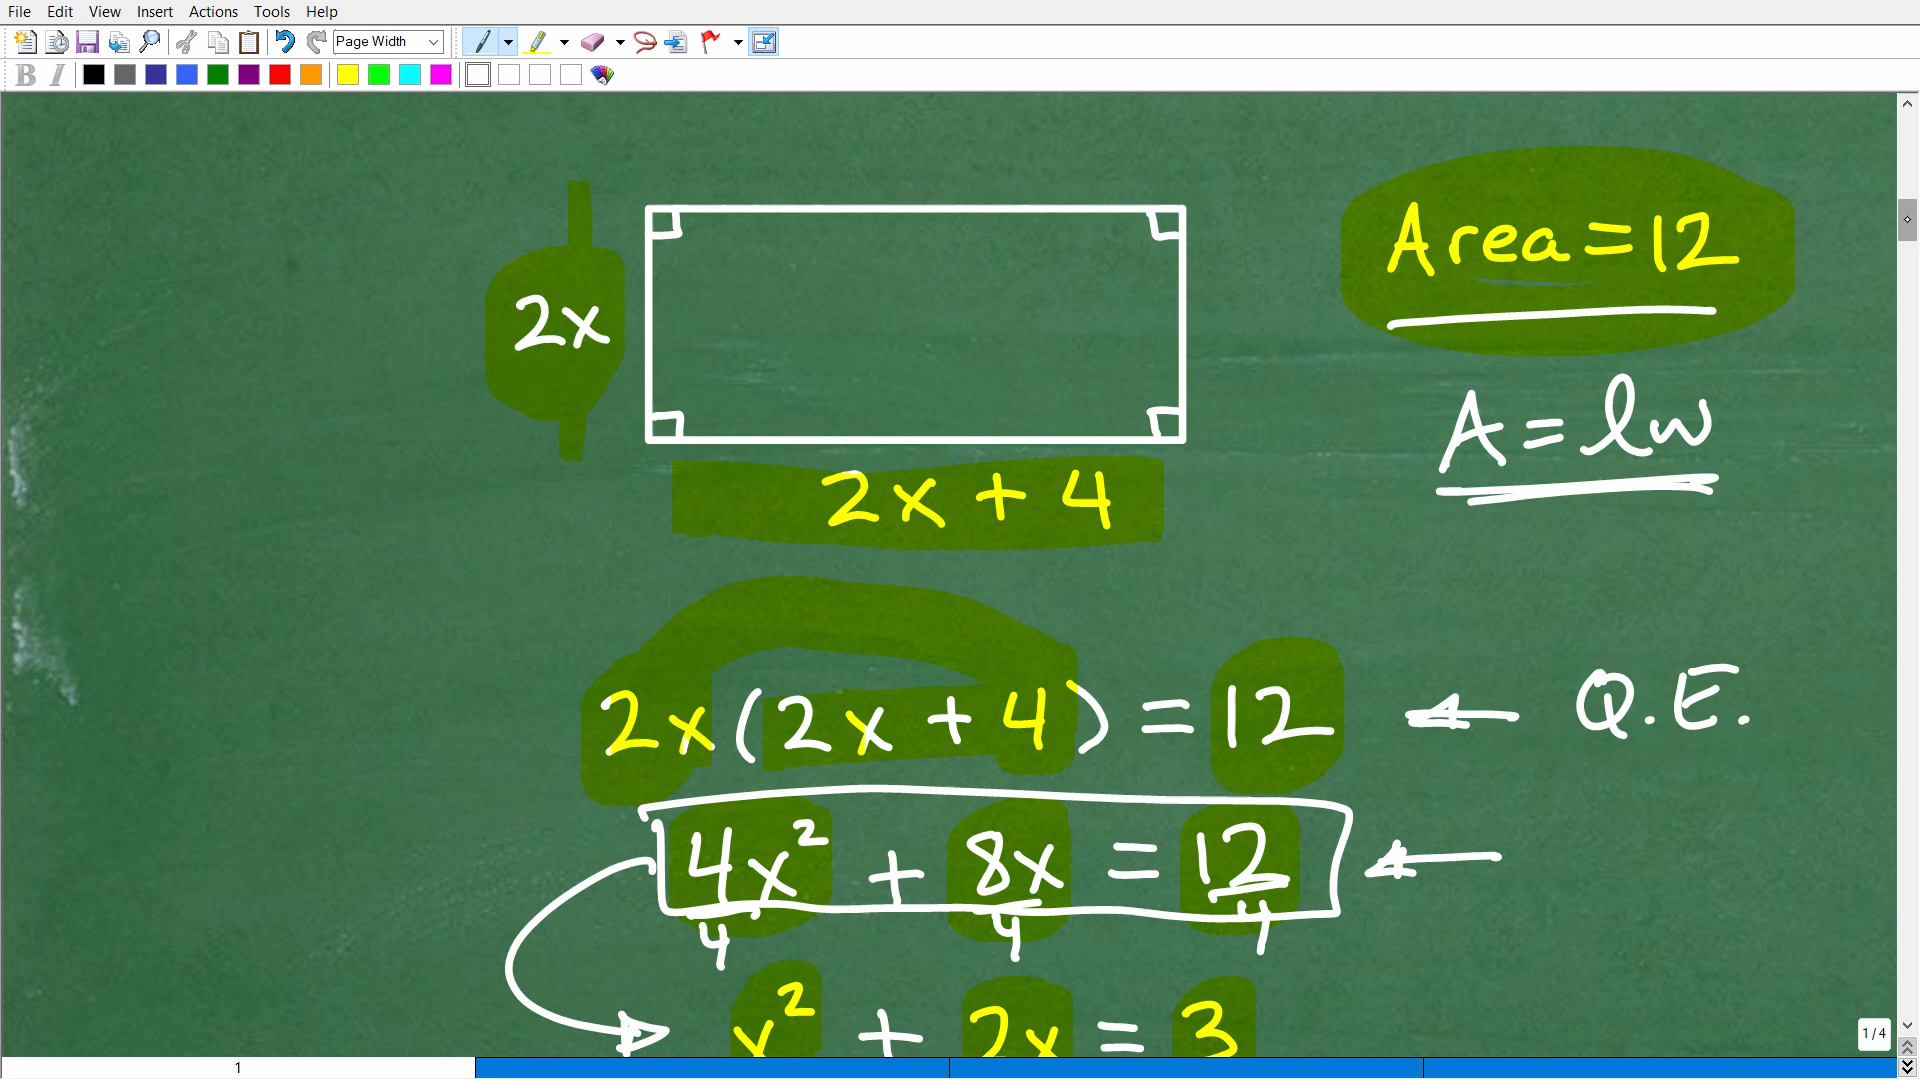 File Edit View Insert Actions Tools Help
Page Width
B I
Area = 12
2x
A = lw
2x + 4
2x(2x + 4) = 12 ← Q.E.
4x² + 8x = 12 ←
4 4 4
x² + 2x = 3
1 / 4
1